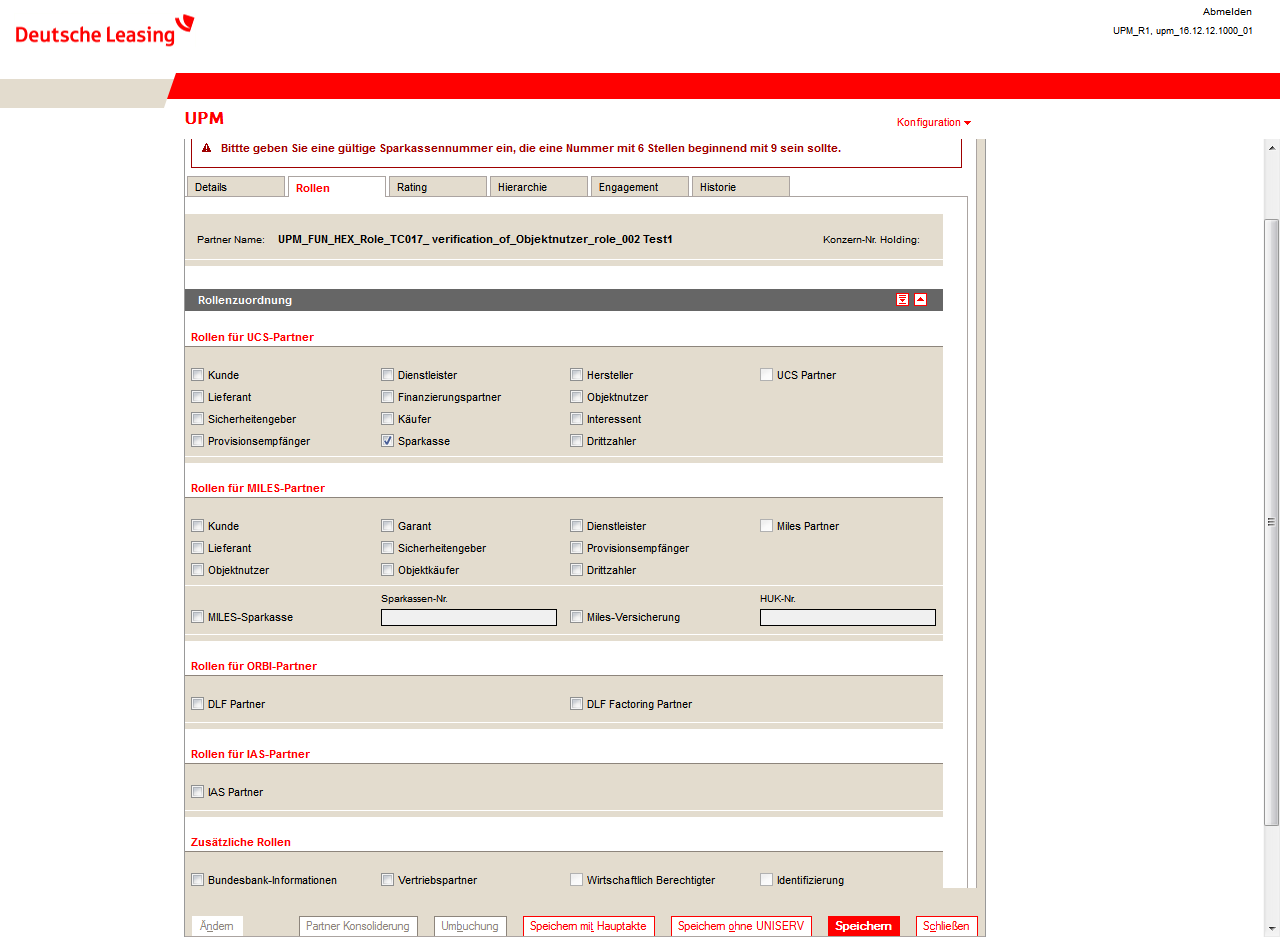 Deutsche Leasing
Abmelden
UPM_R1, upm_16.12.12.1000_01
UPM
Konfiguration
Bittte geben Sie eine gültige Sparkassennummer ein, die eine Nummer mit 6 Stellen beginnend mit 9 sein sollte.
Details Rollen Rating Hierarchie Engagement Historie
Partner Name: UPM_FUN_HEX_Role_TC017_ verification_of_Objektnutzer_role_002 Test1 Konzern-Nr. Holding:
Rollenzuordnung
Rollen für UCS-Partner
Kunde Dienstleister Hersteller UCS Partner
Lieferant Finanzierungspartner Objektnutzer
Sicherheitengeber Käufer Interessent
Provisionsempfänger Sparkasse Drittzahler
Rollen für MILES-Partner
Kunde Garant Dienstleister Miles Partner
Lieferant Sicherheitengeber Provisionsempfänger
Objektnutzer Objektkäufer Drittzahler
Sparkassen-Nr. HUK-Nr.
MILES-Sparkasse Miles-Versicherung
Rollen für ORBI-Partner
DLF Partner DLF Factoring Partner
Rollen für IAS-Partner
IAS Partner
Zusätzliche Rollen
Bundesbank-Informationen Vertriebspartner Wirtschaftlich Berechtigter Identifizierung
Ändern Partner Konsolidierung Umbuchung Speichern mit Hauptakte Speichern ohne UNISERV Speichern Schließen